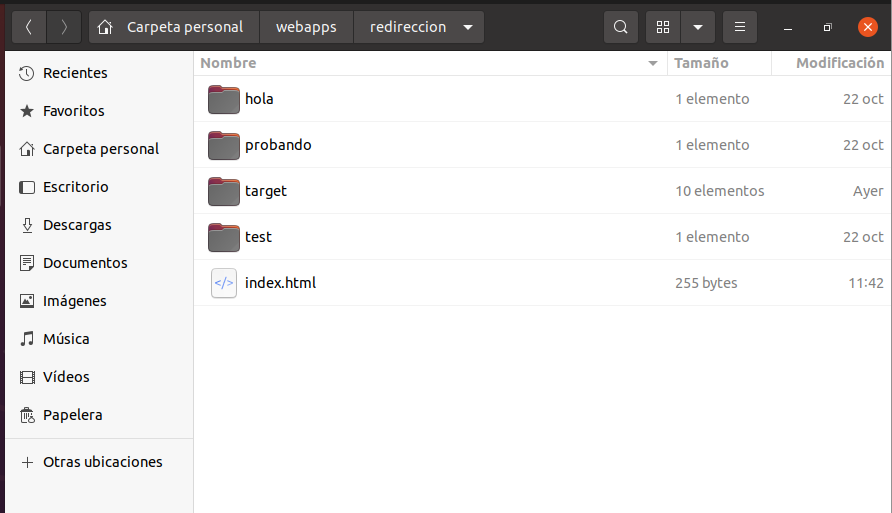 Carpeta personal webapps redireccion
Recientes
Favoritos
Carpeta personal
Escritorio
Descargas
Documentos
Imágenes
Música
Vídeos
Papelera
Otras ubicaciones
Nombre Tamaño Modificación
hola 1 elemento 22 oct
probando 1 elemento 22 oct
target 10 elementos Ayer
test 1 elemento 22 oct
</> index.html 255 bytes 11:42